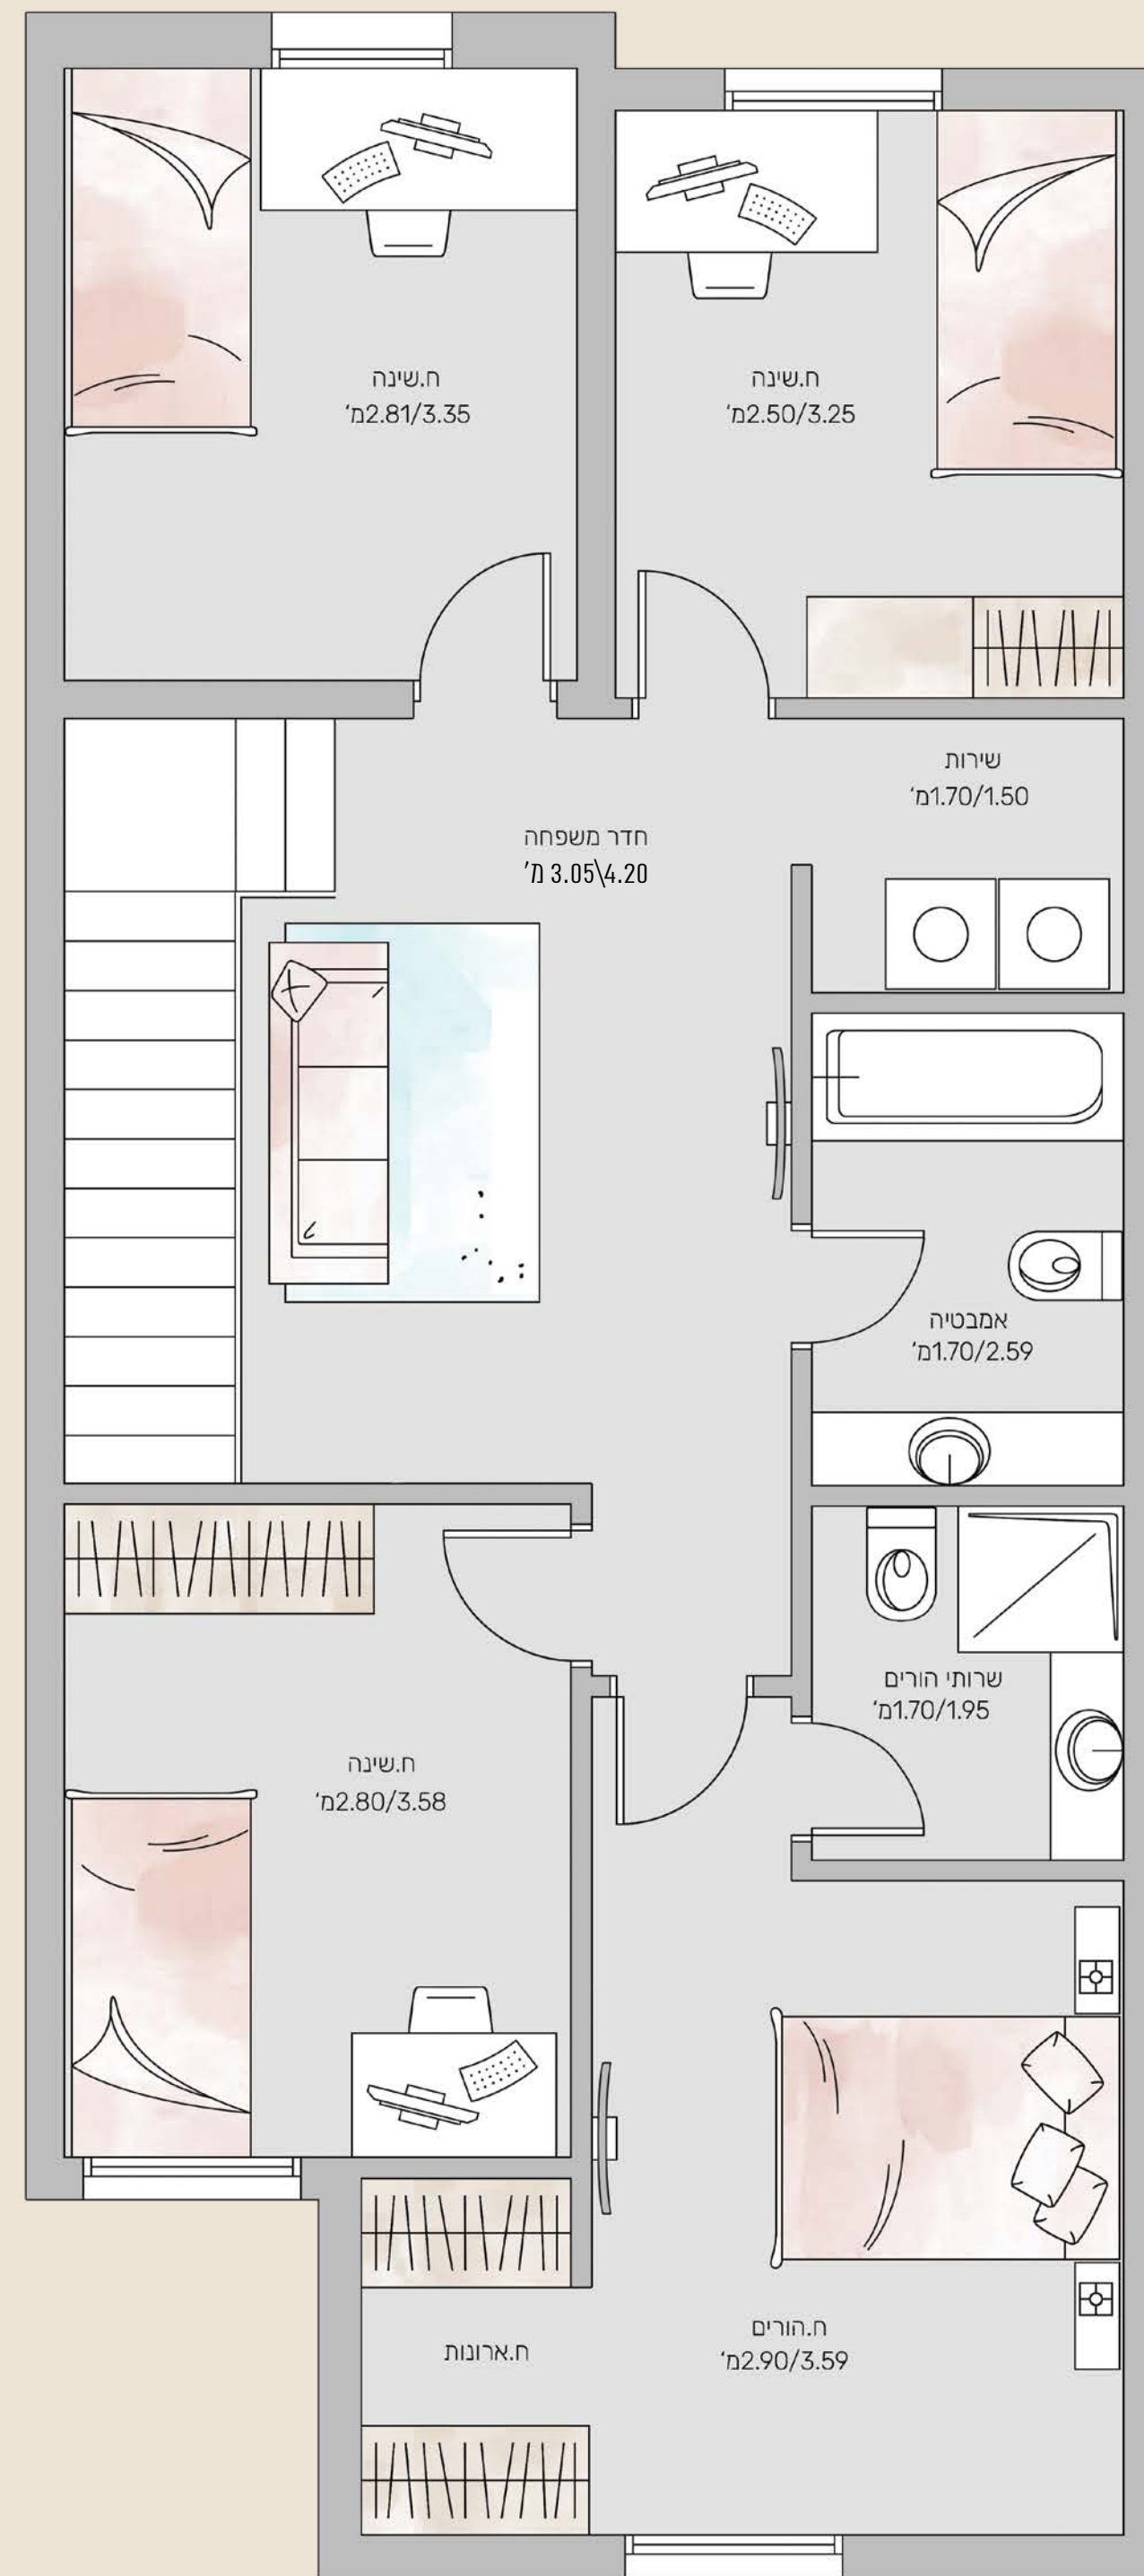 ח.שינה
2.81/3.35מ'
ח.שינה
2.50/3.25מ'
שירות
1.70/1.50מ'
חדר משפחה
3.05\4.20 מ'
אמבטיה
1.70/2.59מ'
שרותי הורים
1.70/1.95מ'
ח.שינה
2.80/3.58מ'
ח.הורים
2.90/3.59מ'
ח.ארונות